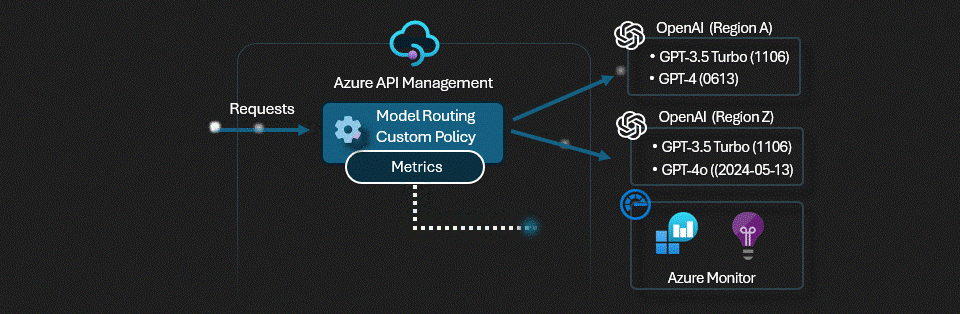 OpenAI (Region A)
• GPT-3.5 Turbo (1106)
• GPT-4 (0613)
Azure API Management
Requests
Model Routing
Custom Policy
Metrics
OpenAI (Region Z)
• GPT-3.5 Turbo (1106)
• GPT-4o ((2024-05-13)
Azure Monitor